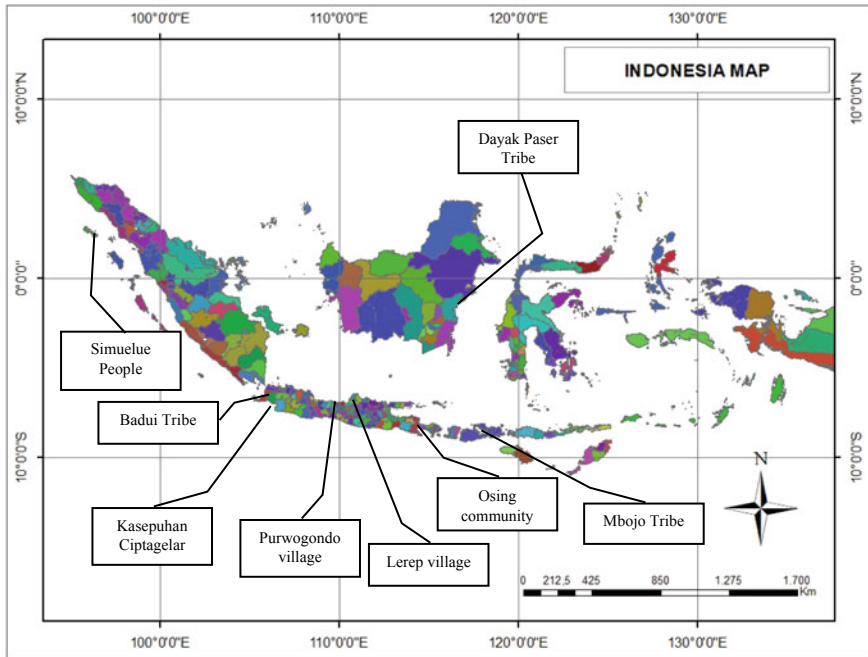 100°0'0"E 110°0'0"E 120°0'0"E 130°0'0"E
INDONESIA MAP
10°0'0"N 10°0'0"N
Dayak Paser
Tribe
0°0'0" 0°0'0"
Simuelue
People
Badui Tribe
10°0'0"S 10°0'0"S
Kasepuhan
Ciptagelar
Purwogondo
village
Lerep village
Osing
community
Mbojo Tribe
N
0 212,5 425 850 1.275 1.700
Km
100°0'0"E 110°0'0"E 120°0'0"E 130°0'0"E